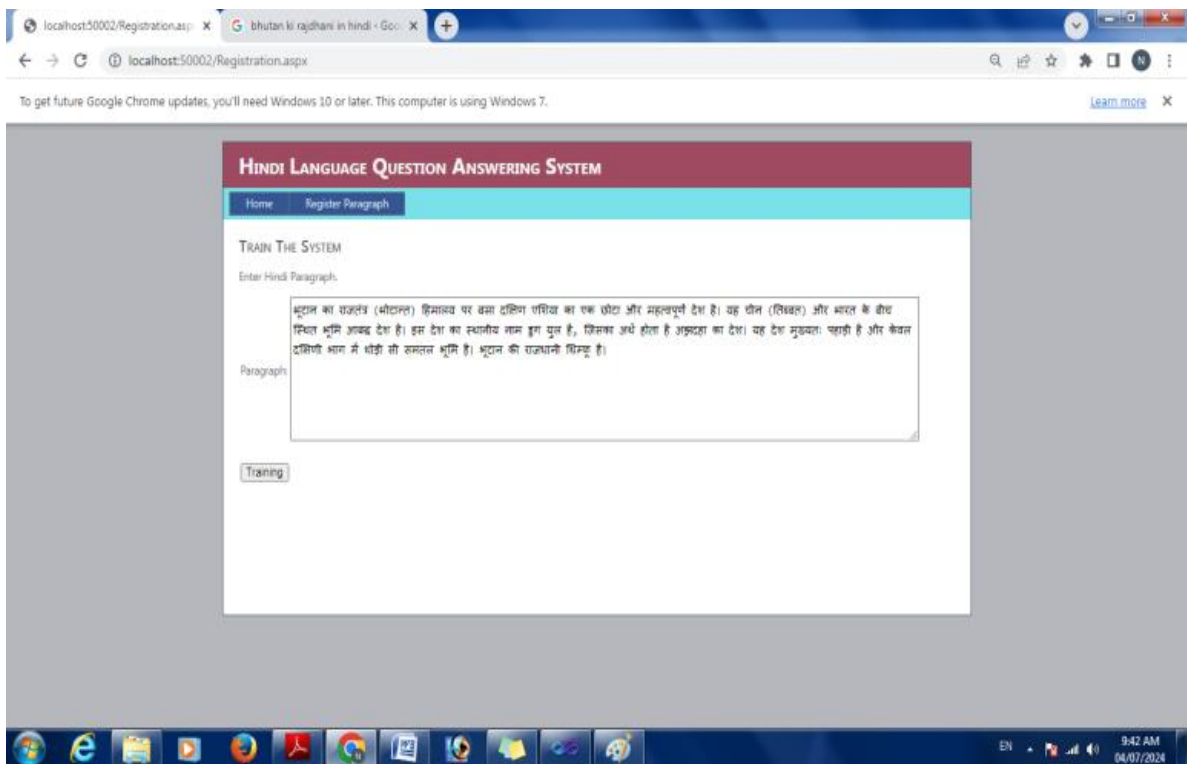 localhost:50002/Registration.asp
bhutan ki rajdhani in hindi - Goo
localhost:50002/Registration.aspx
N
To get future Google Chrome updates, you'll need Windows 10 or later. This computer is using Windows 7.
Learn more
Hindi Language Question Answering System
Home Register Paragraph
Train The System
Enter Hindi Paragraph.
भूटान का राजतंत्र (भोटान्त) हिमालय पर बसा दक्षिण एशिया का एक छोटा और महत्वपूर्ण देश है। यह चीन (तिब्बत) और भारत के बीच
स्थित भूमि आबद्ध देश है। इस देश का स्थानीय नाम ड्रुग युल है, जिसका अर्थ होता है अझ्दहा का देश। यह देश मुख्यतः पहाड़ी है और केवल
दक्षिणी भाग में थोड़ी सी समतल भूमि है। भूटान की राजधानी थिम्फू है।
Paragraph:
Training
EN
9:42 AM
04/07/2024